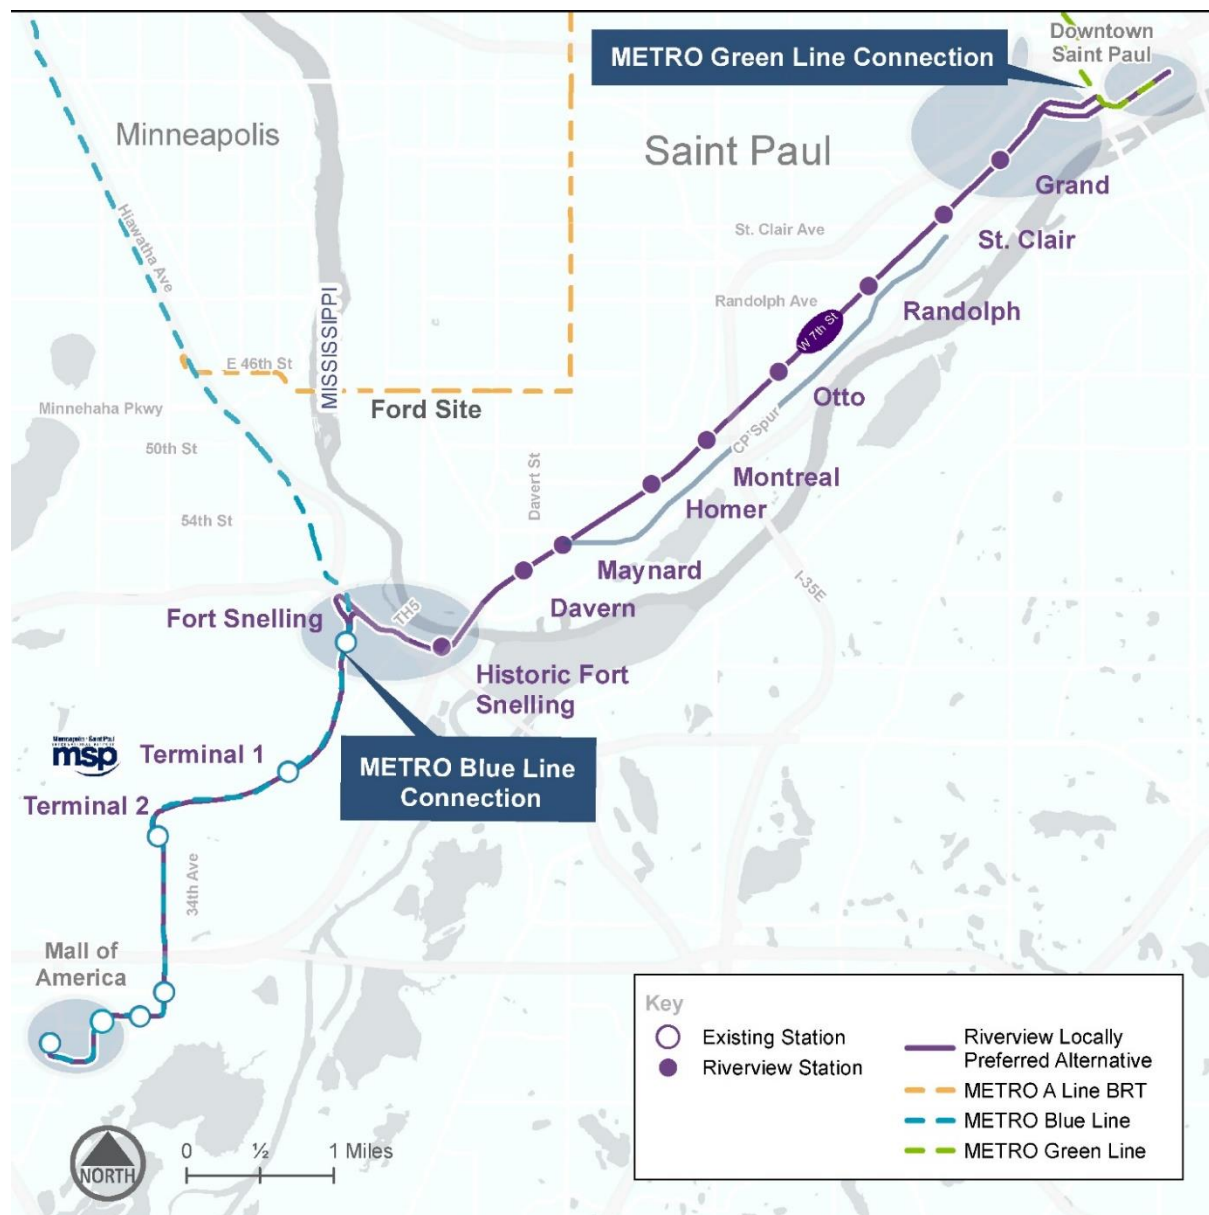 Downtown
Saint Paul
METRO Green Line Connection
Minneapolis
Saint Paul
Grand
Hiawatha Ave
St. Clair Ave
St. Clair
MISSISSIPPI
Randolph Ave
Randolph
W 7th St
E 46th St
Minnehaha Pkwy
Ford Site
Otto
CP Spur
50th St
Davert St
Montreal
Homer
54th St
Maynard
I-35E
TH5
Davern
Fort Snelling
Historic Fort
Snelling
msp
Terminal 1
METRO Blue Line
Connection
Terminal 2
34th Ave
Mall of
America
Key
Existing Station
Riverview Station
Riverview Locally
Preferred Alternative
METRO A Line BRT
METRO Blue Line
METRO Green Line
0 ½ 1 Miles
NORTH